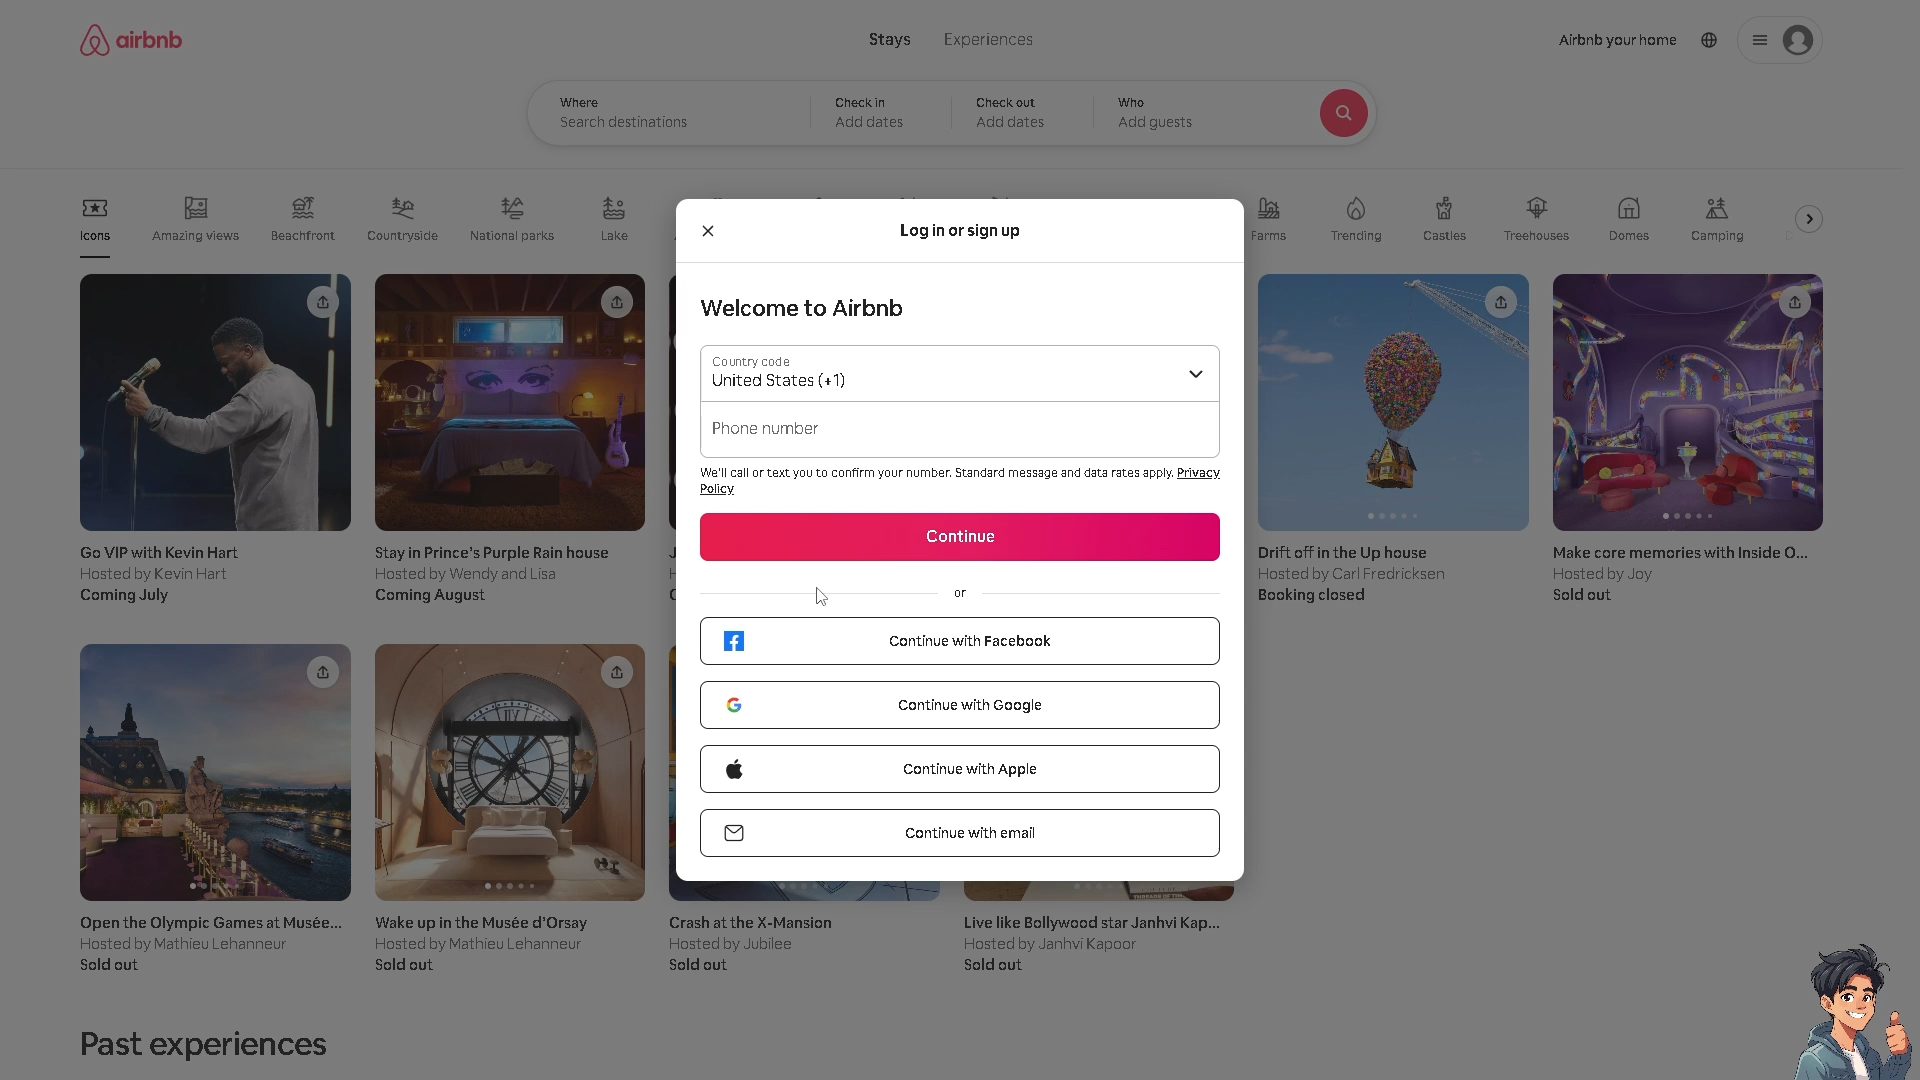 airbnb
Stays
Experiences
Airbnb your home
Where
Search destinations
Check in
Add dates
Check out
Add dates
Who
Add guests
Icons
Amazing views
Beachfront
Countryside
National parks
Lake
Farms
Trending
Castles
Treehouses
Domes
Camping
Log in or sign up
Welcome to Airbnb
Country code
United States (+1)
Phone number
We'll call or text you to confirm your number. Standard message and data rates apply. Privacy
Policy
Continue
or
Continue with Facebook
Continue with Google
Continue with Apple
Continue with email
Go VIP with Kevin Hart
Hosted by Kevin Hart
Coming July
Stay in Prince's Purple Rain house
Hosted by Wendy and Lisa
Coming August
Drift off in the Up house
Hosted by Carl Fredricksen
Booking closed
Make core memories with Inside O...
Hosted by Joy
Sold out
Open the Olympic Games at Musée...
Hosted by Mathieu Lehanneur
Sold out
Wake up in the Musée d'Orsay
Hosted by Mathieu Lehanneur
Sold out
Crash at the X-Mansion
Hosted by Jubilee
Sold out
Live like Bollywood star Janhvi Kap...
Hosted by Janhvi Kapoor
Sold out
Past experiences